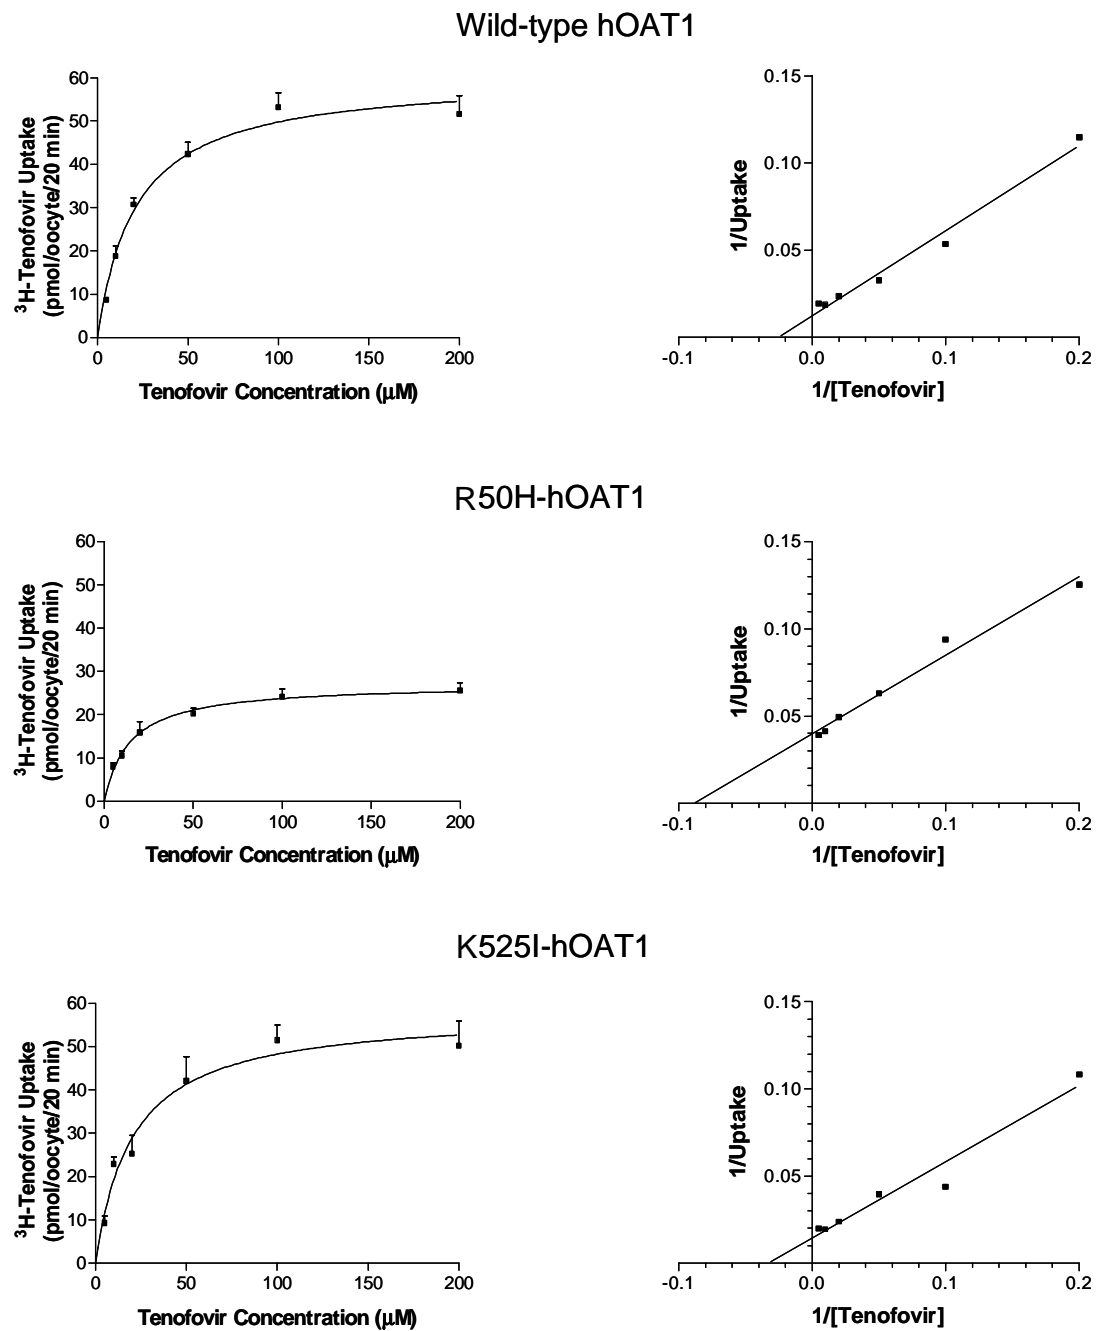 Wild-type hOAT1
³H-Tenofovir Uptake
(pmol/oocyte/20 min)
60
50
40
30
20
10
0
0 50 100 150 200
Tenofovir Concentration (μM)
1/Uptake
0.15
0.10
0.05
-0.1 0.0 0.1 0.2
1/[Tenofovir]
R50H-hOAT1
³H-Tenofovir Uptake
(pmol/oocyte/20 min)
60
50
40
30
20
10
0
0 50 100 150 200
Tenofovir Concentration (μM)
1/Uptake
0.15
0.10
0.05
-0.1 0.0 0.1 0.2
1/[Tenofovir]
K525I-hOAT1
³H-Tenofovir Uptake
(pmol/oocyte/20 min)
60
50
40
30
20
10
0
0 50 100 150 200
Tenofovir Concentration (μM)
1/Uptake
0.15
0.10
0.05
-0.1 0.0 0.1 0.2
1/[Tenofovir]